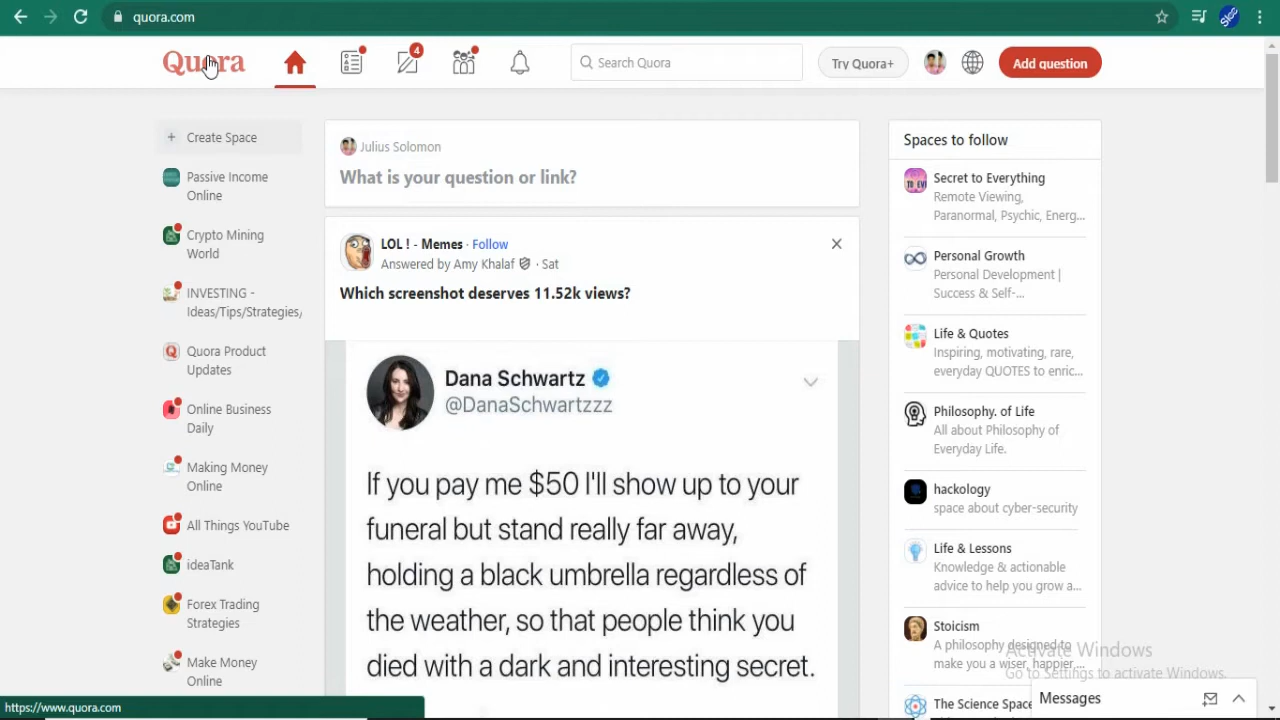 quora.com
Quora
4
Search Quora
Try Quora+
Add question
Create Space
Passive Income
Online
Crypto Mining
World
INVESTING -
Ideas/Tips/Strategies/
Quora Product
Updates
Online Business
Daily
Making Money
Online
All Things YouTube
ideaTank
Forex Trading
Strategies
Make Money
Online
Julius Solomon
What is your question or link?
LOL ! - Memes · Follow
Answered by Amy Khalaf · Sat
Which screenshot deserves 11.52k views?
Dana Schwartz
@DanaSchwartzzz
If you pay me $50 I'll show up to your
funeral but stand really far away,
holding a black umbrella regardless of
the weather, so that people think you
died with a dark and interesting secret.
Spaces to follow
Secret to Everything
Remote Viewing,
Paranormal, Psychic, Energ...
Personal Growth
Personal Development |
Success & Self-...
Life & Quotes
Inspiring, motivating, rare,
everyday QUOTES to enric...
Philosophy. of Life
All about Philosophy of
Everyday Life.
hackology
space about cyber-security
Life & Lessons
Knowledge & actionable
advice to help you grow a...
Stoicism
A philosophy designed to
make you a wiser, happier,...
The Science Space
Activate Windows
Go to Settings to activate Windows.
Messages
https://www.quora.com